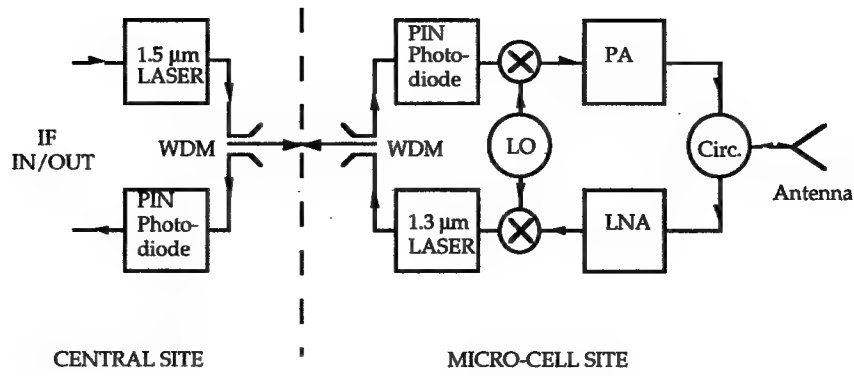 1.5 µm
LASER
IF
IN/OUT
WDM
PIN
Photo-
diode
PIN
Photo-
diode
PA
WDM
LO
Circ.
Antenna
1.3 µm
LASER
LNA
CENTRAL SITE
MICRO-CELL SITE